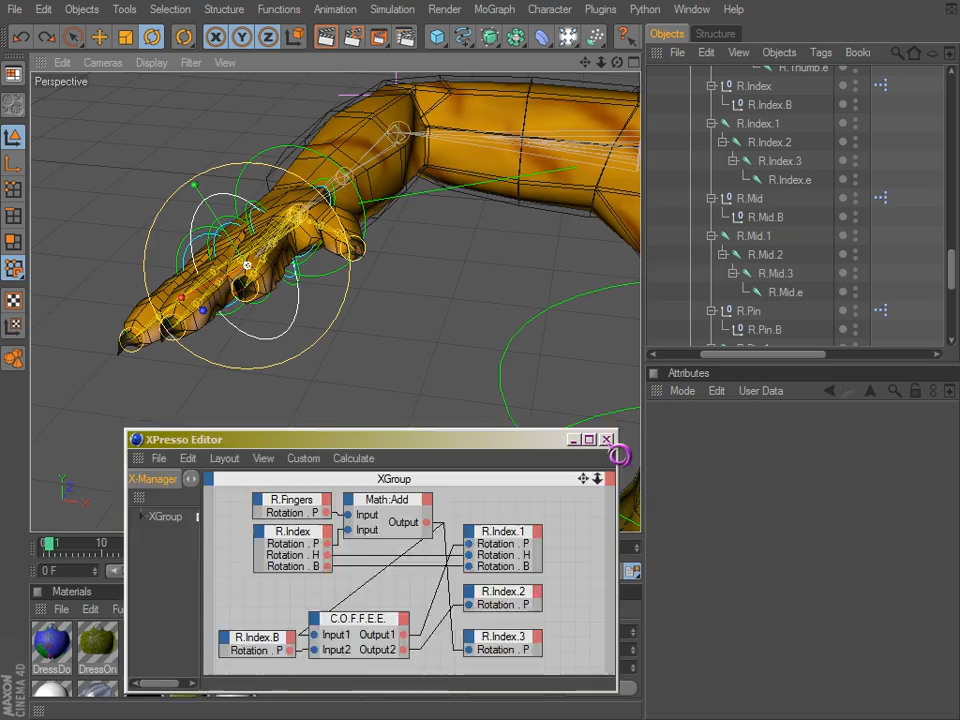 File Edit Objects Tools Selection Structure Functions Animation Simulation Render MoGraph Character Plugins Python Window Help
Objects Structure
File Edit View Objects Tags Book
Edit Cameras Display Filter View
Perspective
R.Thumb.e
R.Index
R.Index.B
R.Index.1
R.Index.2
R.Index.3
R.Index.e
R.Mid
R.Mid.B
R.Mid.1
R.Mid.2
R.Mid.3
R.Mid.e
R.Pin
R.Pin.B
Attributes
Mode Edit User Data
XPresso Editor
File Edit Layout View Custom Calculate
X-Manager
XGroup
XGroup
R.Fingers
Rotation . P
Math:Add
Input
Input
Output
R.Index
Rotation . P
Rotation . H
Rotation . B
R.Index.1
Rotation . P
Rotation . H
Rotation . B
R.Index.2
Rotation . P
C.O.F.F.E.E.
Input1 Output1
Input2 Output2
R.Index.B
Rotation . P
R.Index.3
Rotation . P
Y
Z
X
10
0 F
Materials
File Edit Fu
DressDo DressOn
MAXON
CINEMA 4D